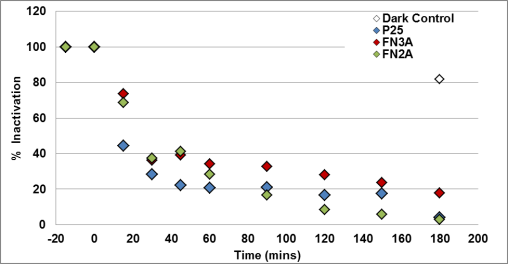 120
100
80
60
40
20
0
% Inactivation
-20 0 20 40 60 80 100 120 140 160 180 200
Time (mins)
Dark Control
P25
FN3A
FN2A